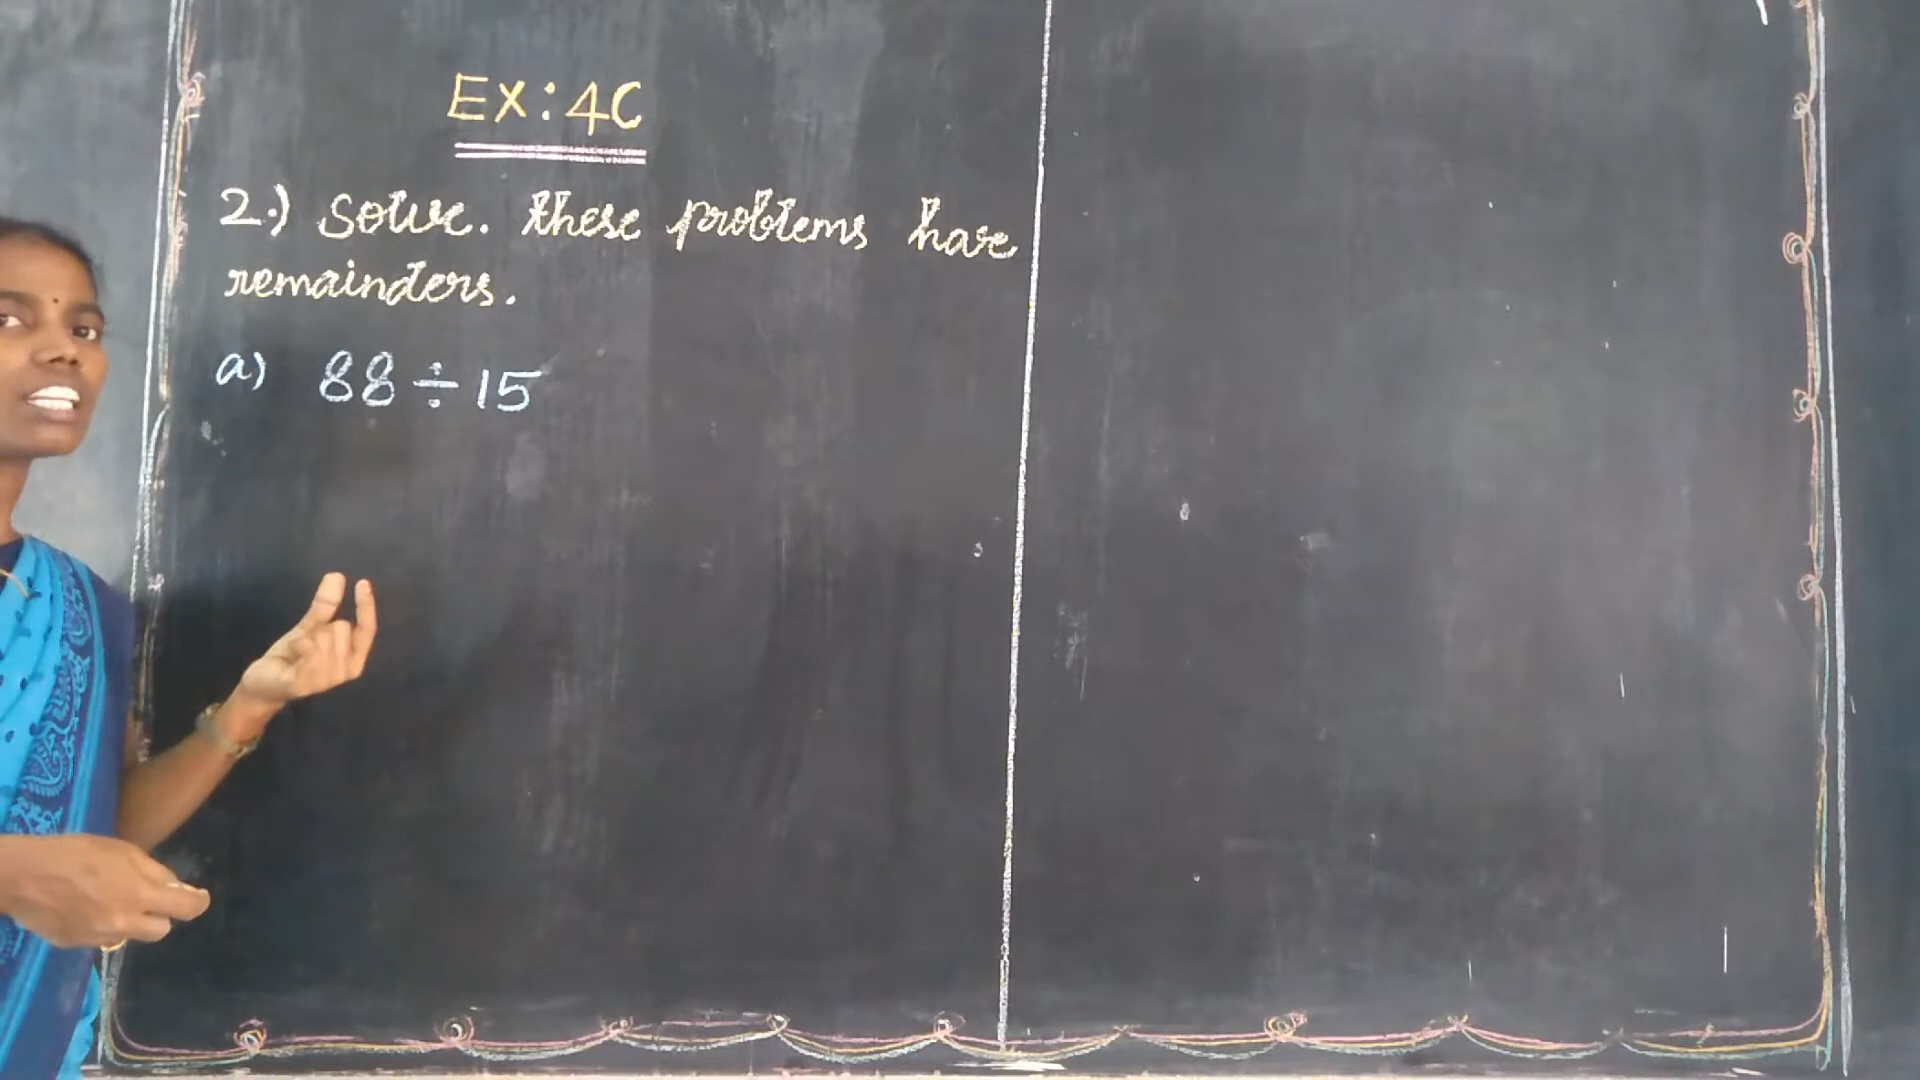 EX: 4C
2.) Solve. These problems have
remainders.
a) 88 ÷ 15